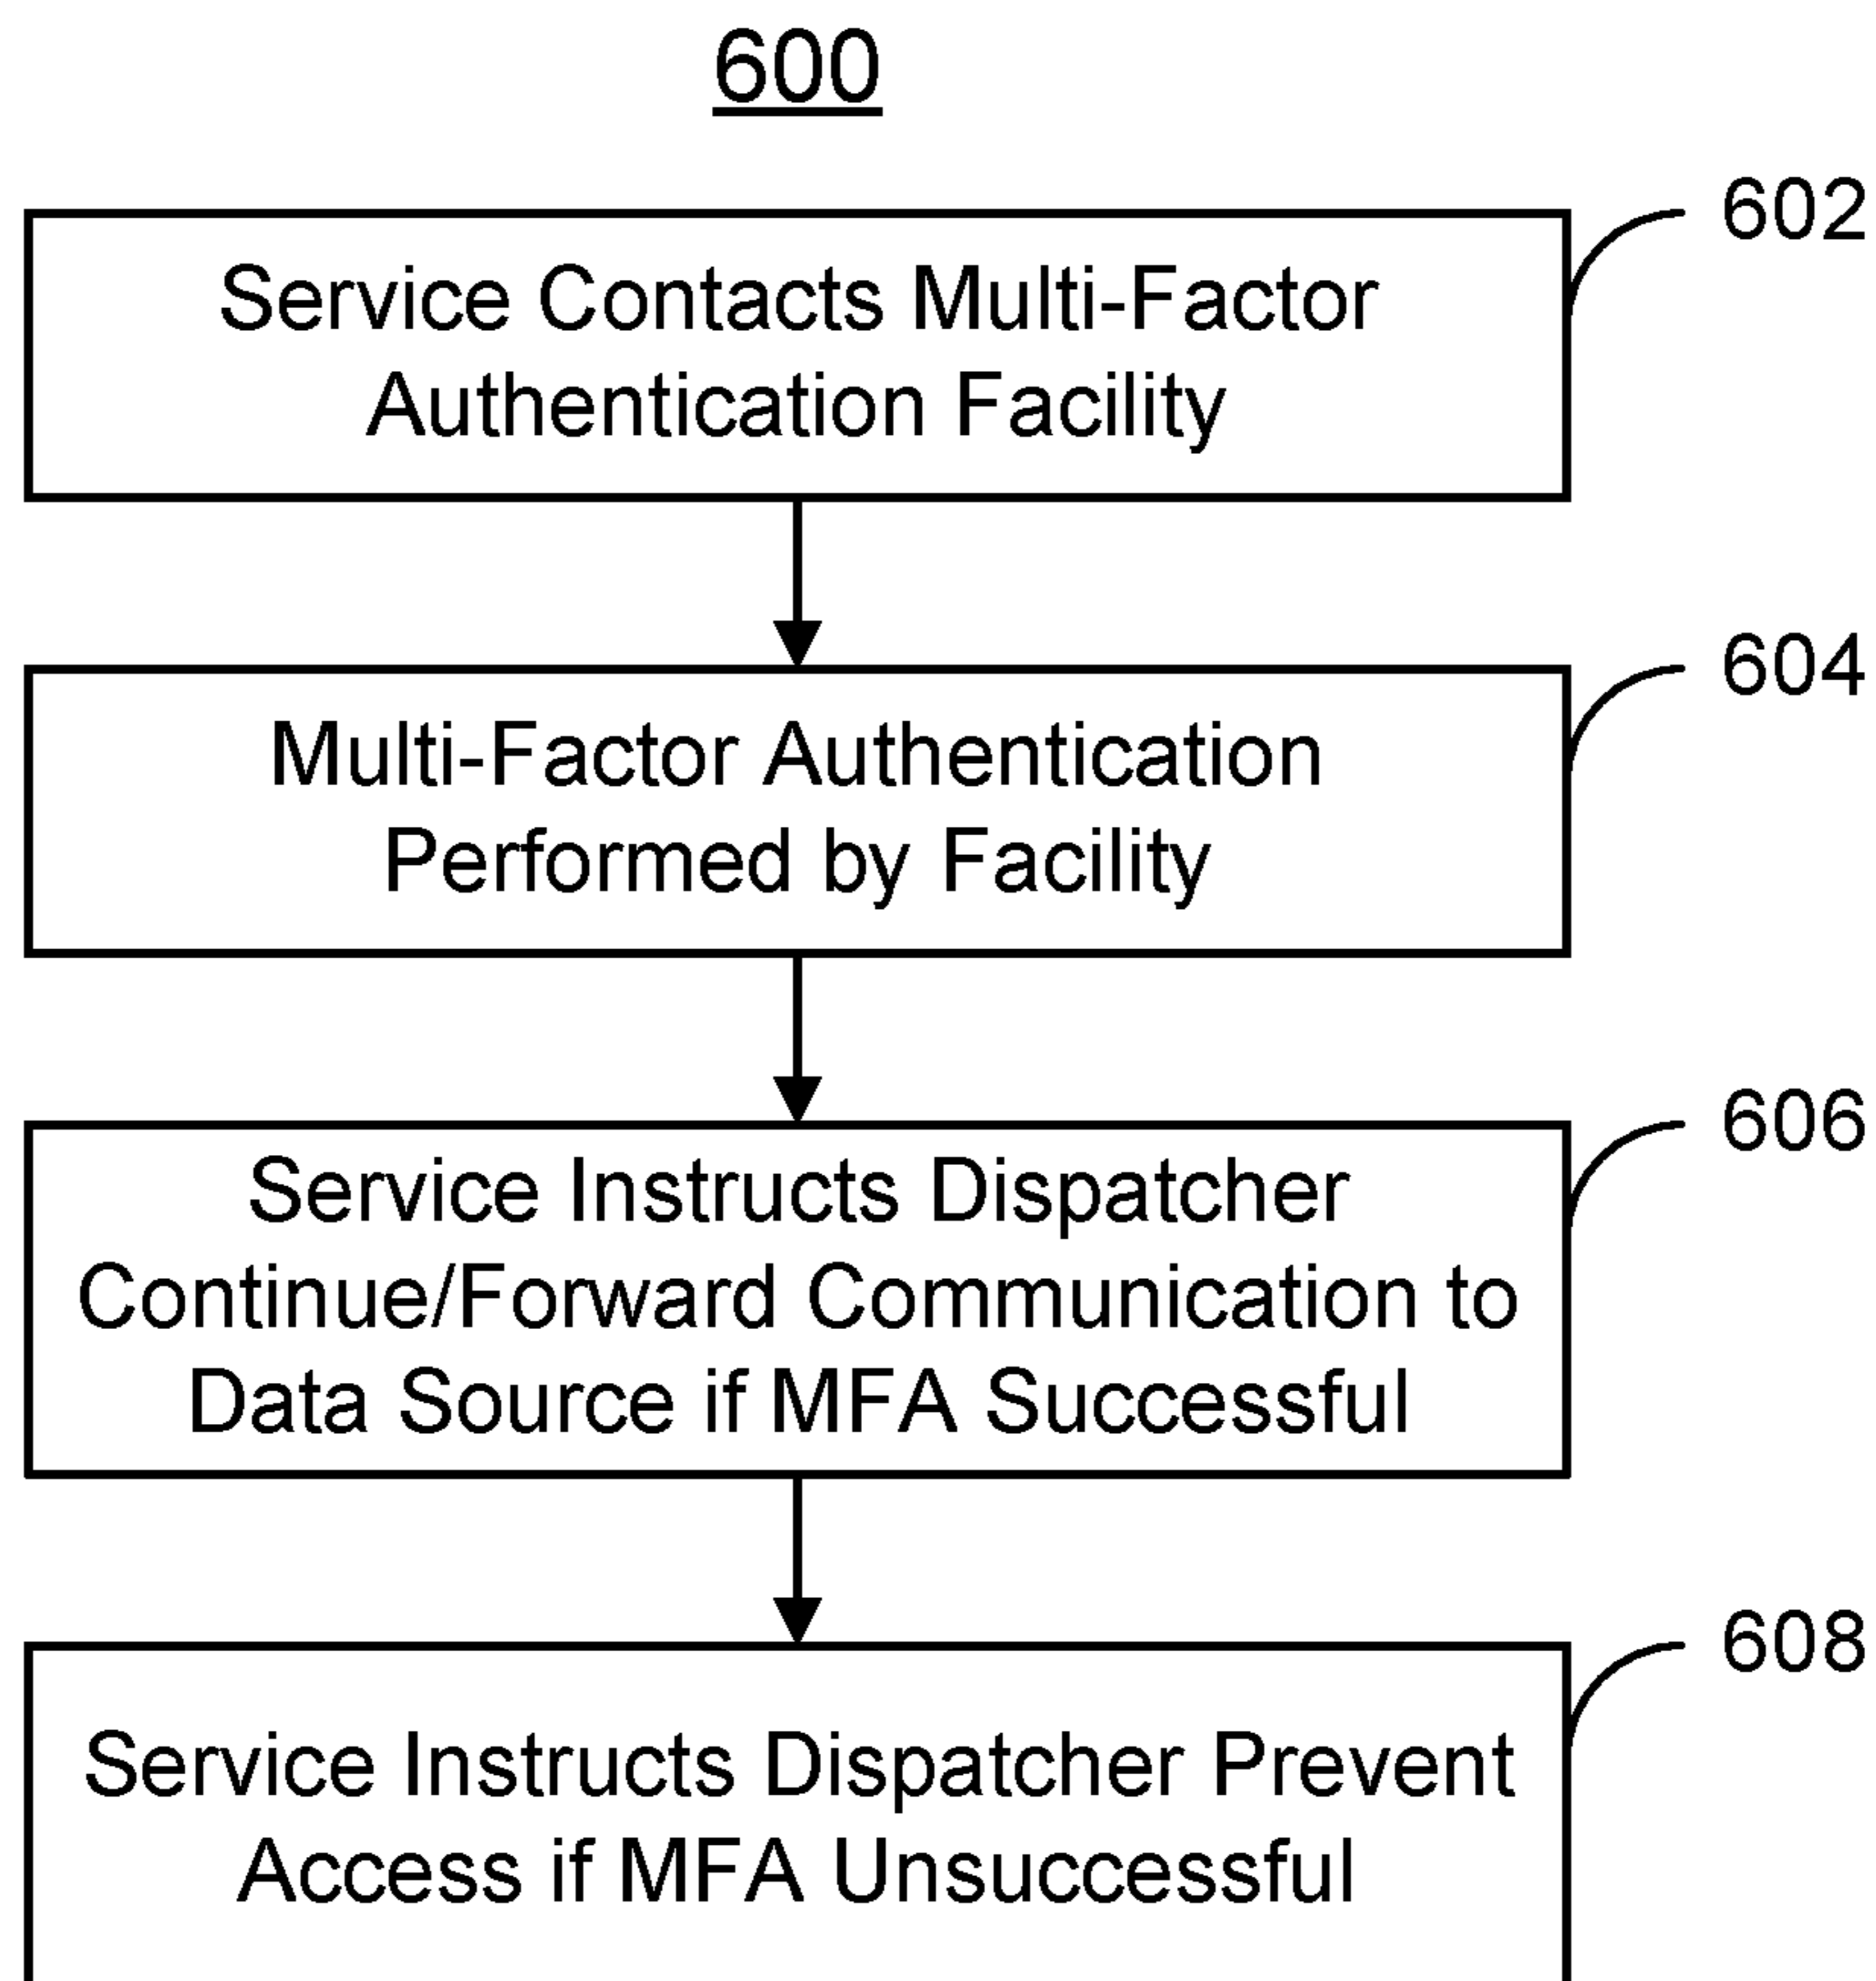 600
602
Service Contacts Multi-Factor
Authentication Facility
604
Multi-Factor Authentication
Performed by Facility
606
Service Instructs Dispatcher
Continue/Forward Communication to
Data Source if MFA Successful
608
Service Instructs Dispatcher Prevent
Access if MFA Unsuccessful